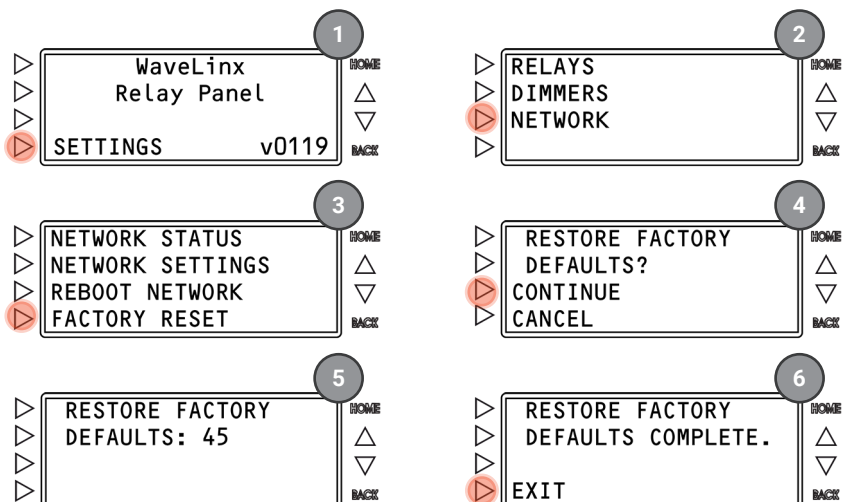 1
WaveLinx
Relay Panel
SETTINGS v0119
HOME
BACK
2
RELAYS
DIMMERS
NETWORK
HOME
BACK
3
NETWORK STATUS
NETWORK SETTINGS
REBOOT NETWORK
FACTORY RESET
HOME
BACK
4
RESTORE FACTORY
DEFAULTS?
CONTINUE
CANCEL
HOME
BACK
5
RESTORE FACTORY
DEFAULTS: 45
HOME
BACK
6
RESTORE FACTORY
DEFAULTS COMPLETE.
EXIT
HOME
BACK